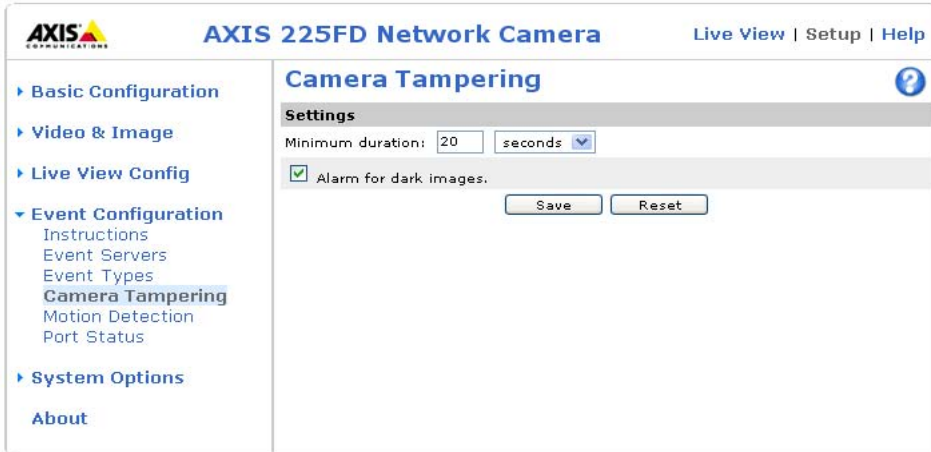 AXIS
COMMUNICATIONS
AXIS 225FD Network Camera
Live View | Setup | Help
Basic Configuration
Video & Image
Live View Config
Event Configuration
Instructions
Event Servers
Event Types
Camera Tampering
Motion Detection
Port Status
System Options
About
Camera Tampering
?
Settings
Minimum duration: 20 seconds
Alarm for dark images.
Save Reset